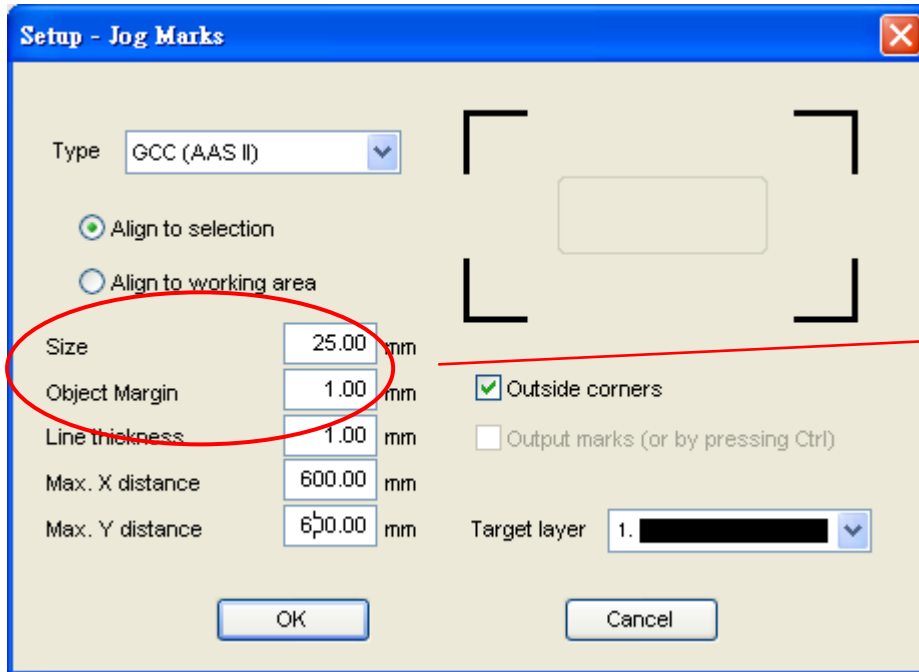 Setup - Jog Marks
Type GCC (AAS II)
Align to selection
Align to working area
Size 25.00 mm
Object Margin 1.00 mm
Outside corners
Line thickness 1.00 mm
Output marks (or by pressing Ctrl)
Max. X distance 600.00 mm
Max. Y distance 600.00 mm
Target layer 1.
OK
Cancel